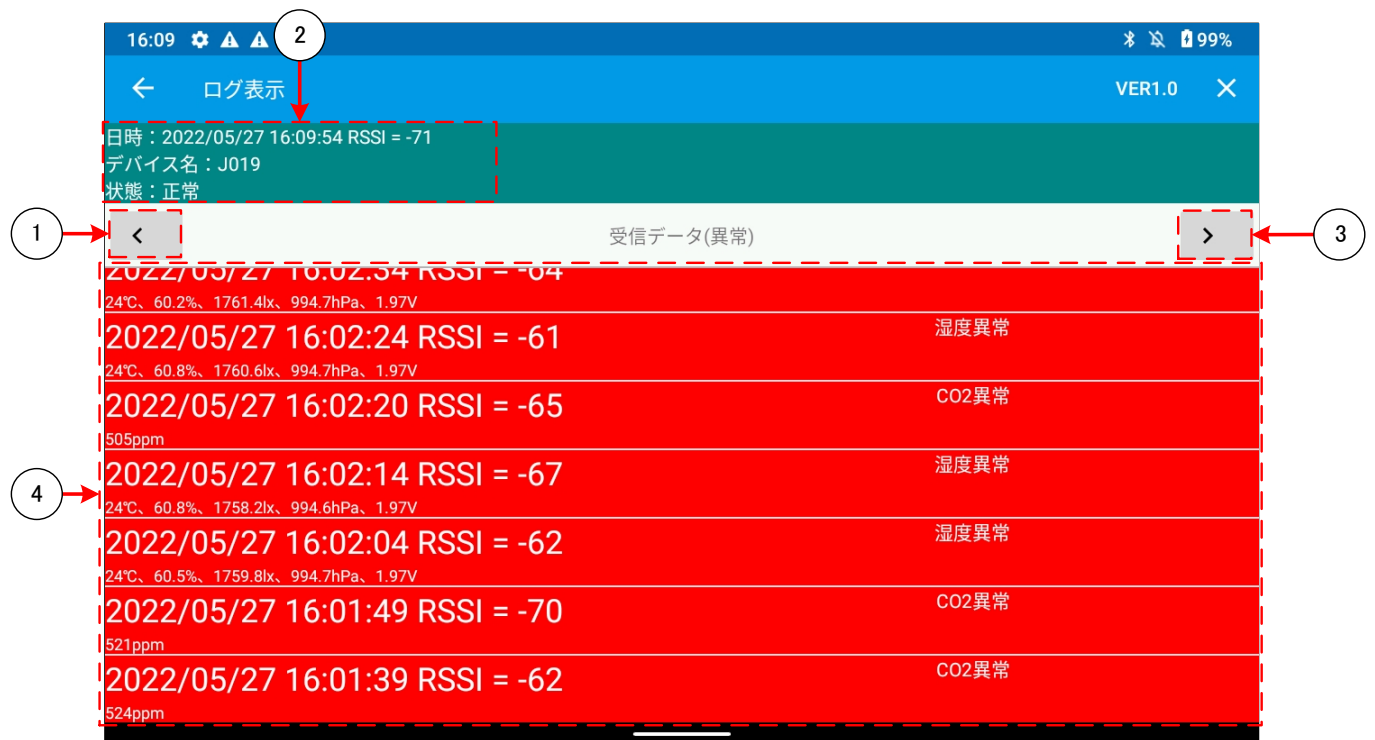 2
16:09 99%
ログ表示 VER1.0
日時：2022/05/27 16:09:54 RSSI = -71
デバイス名：J019
状態：正常
1
受信データ(異常)
3
2022/05/27 16:02:34 RSSI = -64
24℃、60.2%、1761.4lx、994.7hPa、1.97V
2022/05/27 16:02:24 RSSI = -61 湿度異常
24℃、60.8%、1760.6lx、994.7hPa、1.97V
2022/05/27 16:02:20 RSSI = -65 CO2異常
505ppm
4
2022/05/27 16:02:14 RSSI = -67 湿度異常
24℃、60.8%、1758.2lx、994.6hPa、1.97V
2022/05/27 16:02:04 RSSI = -62 湿度異常
24℃、60.5%、1759.8lx、994.7hPa、1.97V
2022/05/27 16:01:49 RSSI = -70 CO2異常
521ppm
2022/05/27 16:01:39 RSSI = -62 CO2異常
524ppm